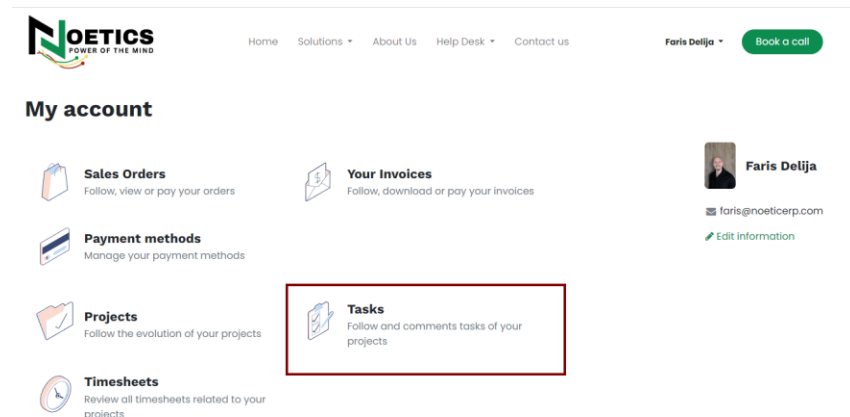 NOETICS
POWER OF THE MIND
Home Solutions About Us Help Desk Contact us
Faris Delija
Book a call
My account
Sales Orders
Follow, view or pay your orders
Your Invoices
Follow, download or pay your invoices
Payment methods
Manage your payment methods
Projects
Follow the evolution of your projects
Tasks
Follow and comments tasks of your
projects
Timesheets
Review all timesheets related to your
projects
Faris Delija
faris@noeticerp.com
Edit information